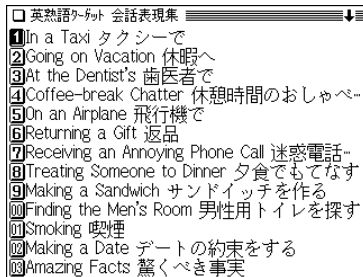 英熟語ターゲット 会話表現集
1 In a Taxi タクシーで
2 Going on Vacation 休暇へ
3 At the Dentist's 歯医者で
4 Coffee-break Chatter 休憩時間のおしゃべ…
5 On an Airplane 飛行機で
6 Returning a Gift 返品
7 Receiving an Annoying Phone Call 迷惑電話…
8 Treating Someone to Dinner 夕食でもてなす
9 Making a Sandwich サンドイッチを作る
00 Finding the Men's Room 男性用トイレを探す
01 Smoking 喫煙
02 Making a Date デートの約束をする
03 Amazing Facts 驚くべき事実